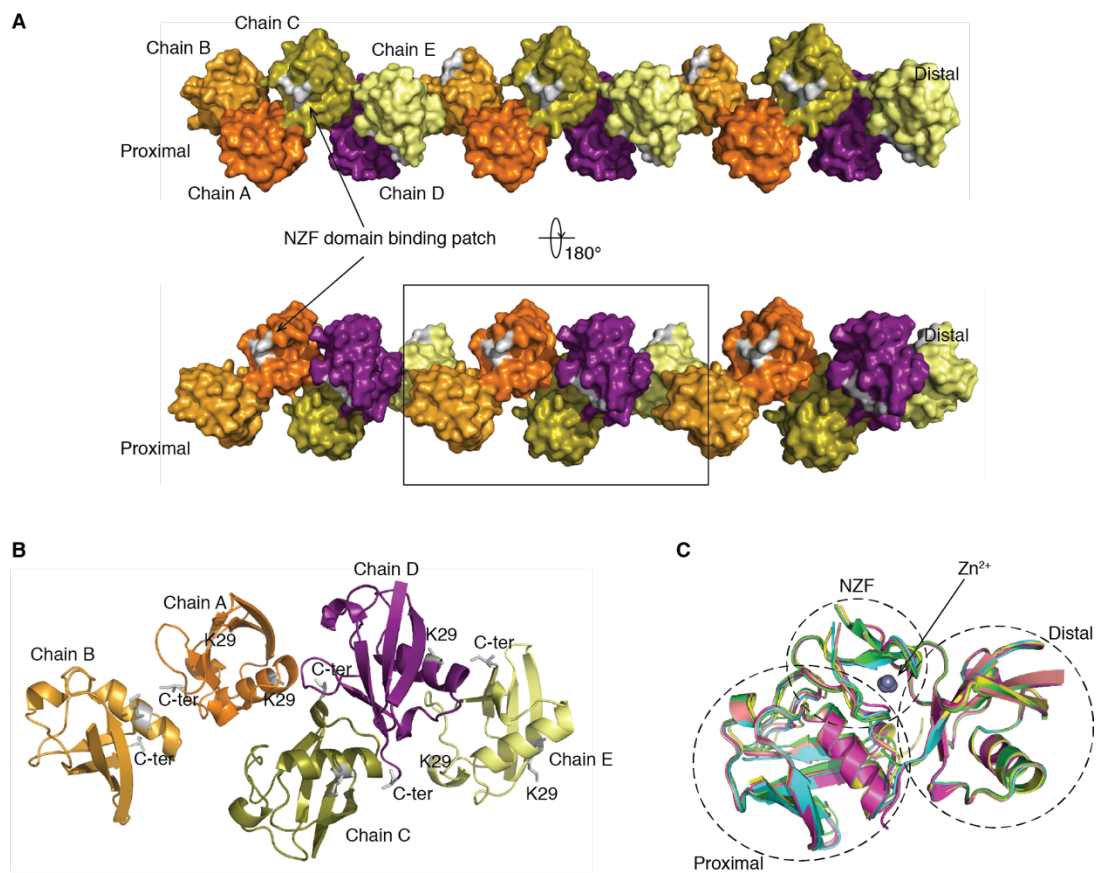 A
Chain C
Chain B
Chain E
Distal
Proximal
Chain A
Chain D
NZF domain binding patch
180°
Distal
Proximal
B
Chain D
Chain A
K29
K29
C-ter
Chain B
C-ter
C-ter
K29
C-ter
K29
Chain E
C-ter
K29
Chain C
C
Zn²⁺
NZF
Distal
Proximal